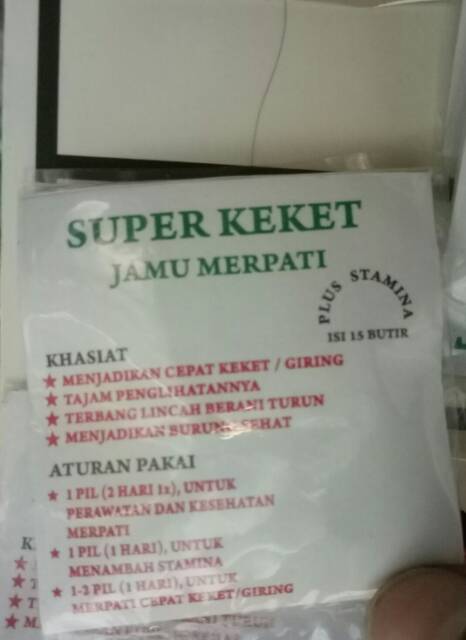 SUPER KEKET
JAMU MERPATI
PLUS STAMINA
ISI 15 BUTIR
KHASIAT
★ MENJADIKAN CEPAT KEKET / GIRING
★ TAJAM PENGLIHATANNYA
★ TERBANG LINCAH BERANI TURUN
★ MENJADIKAN BURUNG SEHAT
ATURAN PAKAI
★ 1 PIL (2 HARI 1x), UNTUK
PERAWATAN DAN KESEHATAN
MERPATI
★ 1 PIL (1 HARI), UNTUK
MENAMBAH STAMINA
★ 1-2 PIL (1 HARI), UNTUK
MERPATI CEPAT KEKET/GIRING